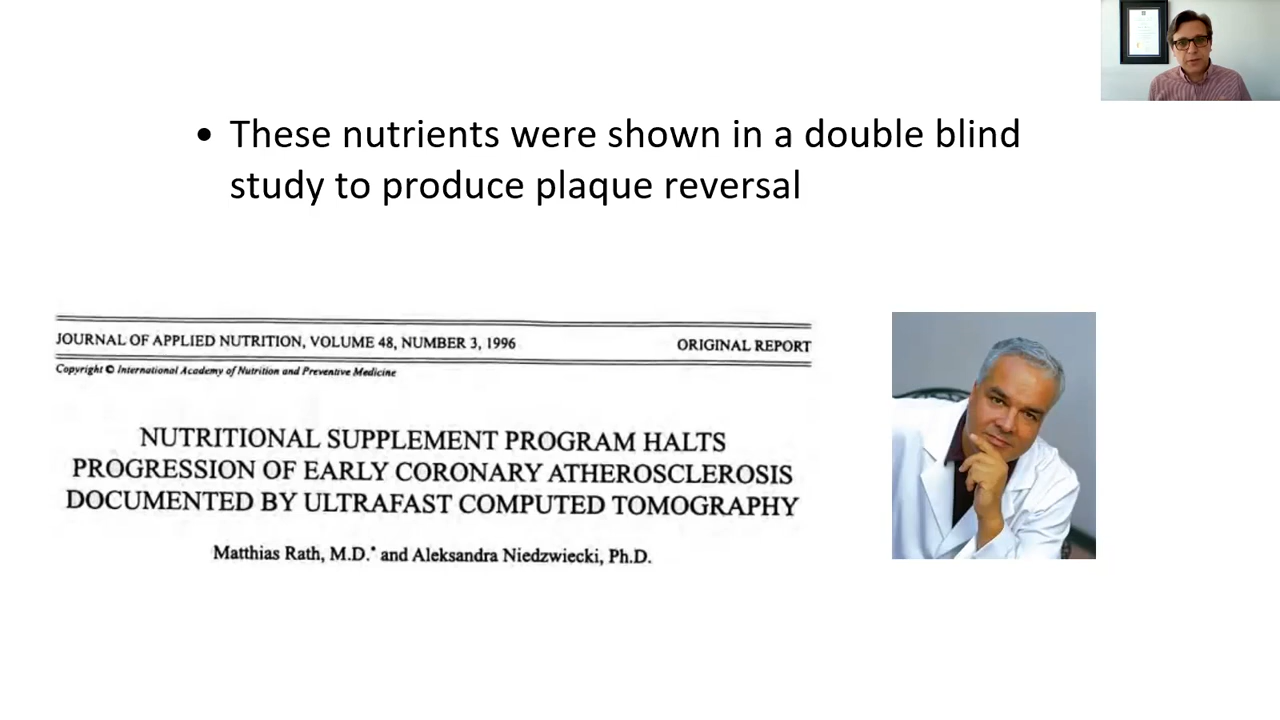 • These nutrients were shown in a double blind
study to produce plaque reversal
JOURNAL OF APPLIED NUTRITION, VOLUME 48, NUMBER 3, 1996 ORIGINAL REPORT
Copyright © International Academy of Nutrition and Preventive Medicine
NUTRITIONAL SUPPLEMENT PROGRAM HALTS
PROGRESSION OF EARLY CORONARY ATHEROSCLEROSIS
DOCUMENTED BY ULTRAFAST COMPUTED TOMOGRAPHY
Matthias Rath, M.D.* and Aleksandra Niedzwiecki, Ph.D.